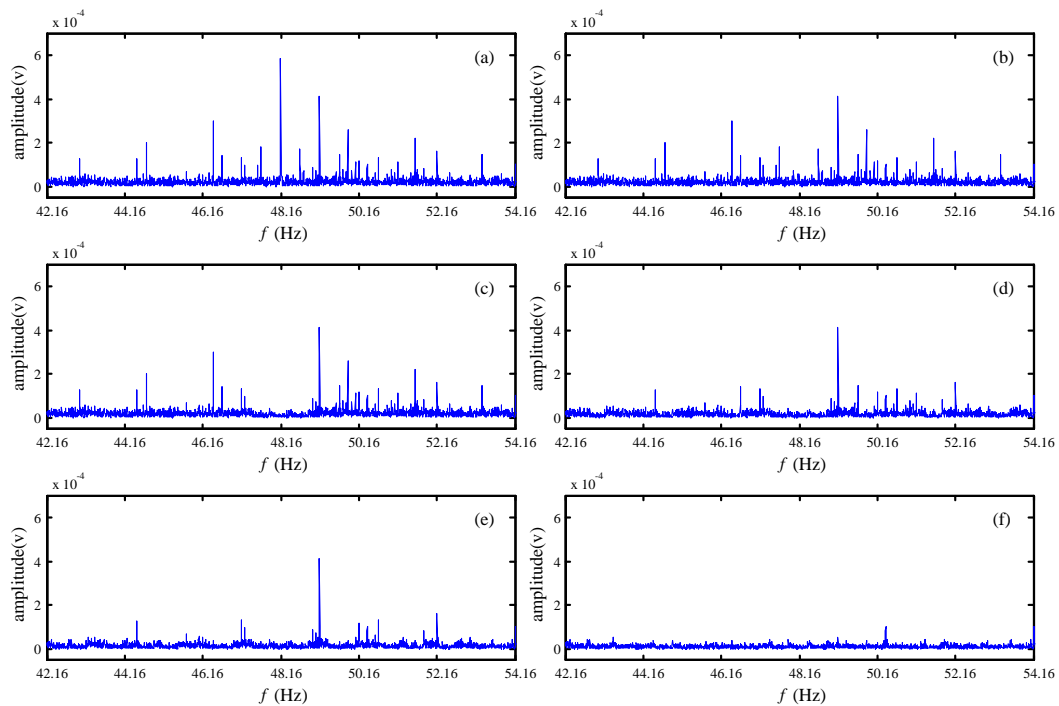 x 10⁻⁴ x 10⁻⁴
6 (a) 6 (b)
4 4
2 2
0 0
amplitude(v) amplitude(v)
42.16 44.16 46.16 48.16 50.16 52.16 54.16 42.16 44.16 46.16 48.16 50.16 52.16 54.16
f (Hz) f (Hz)
x 10⁻⁴ x 10⁻⁴
6 (c) 6 (d)
4 4
2 2
0 0
amplitude(v) amplitude(v)
42.16 44.16 46.16 48.16 50.16 52.16 54.16 42.16 44.16 46.16 48.16 50.16 52.16 54.16
f (Hz) f (Hz)
x 10⁻⁴ x 10⁻⁴
6 (e) 6 (f)
4 4
2 2
0 0
amplitude(v) amplitude(v)
42.16 44.16 46.16 48.16 50.16 52.16 54.16 42.16 44.16 46.16 48.16 50.16 52.16 54.16
f (Hz) f (Hz)